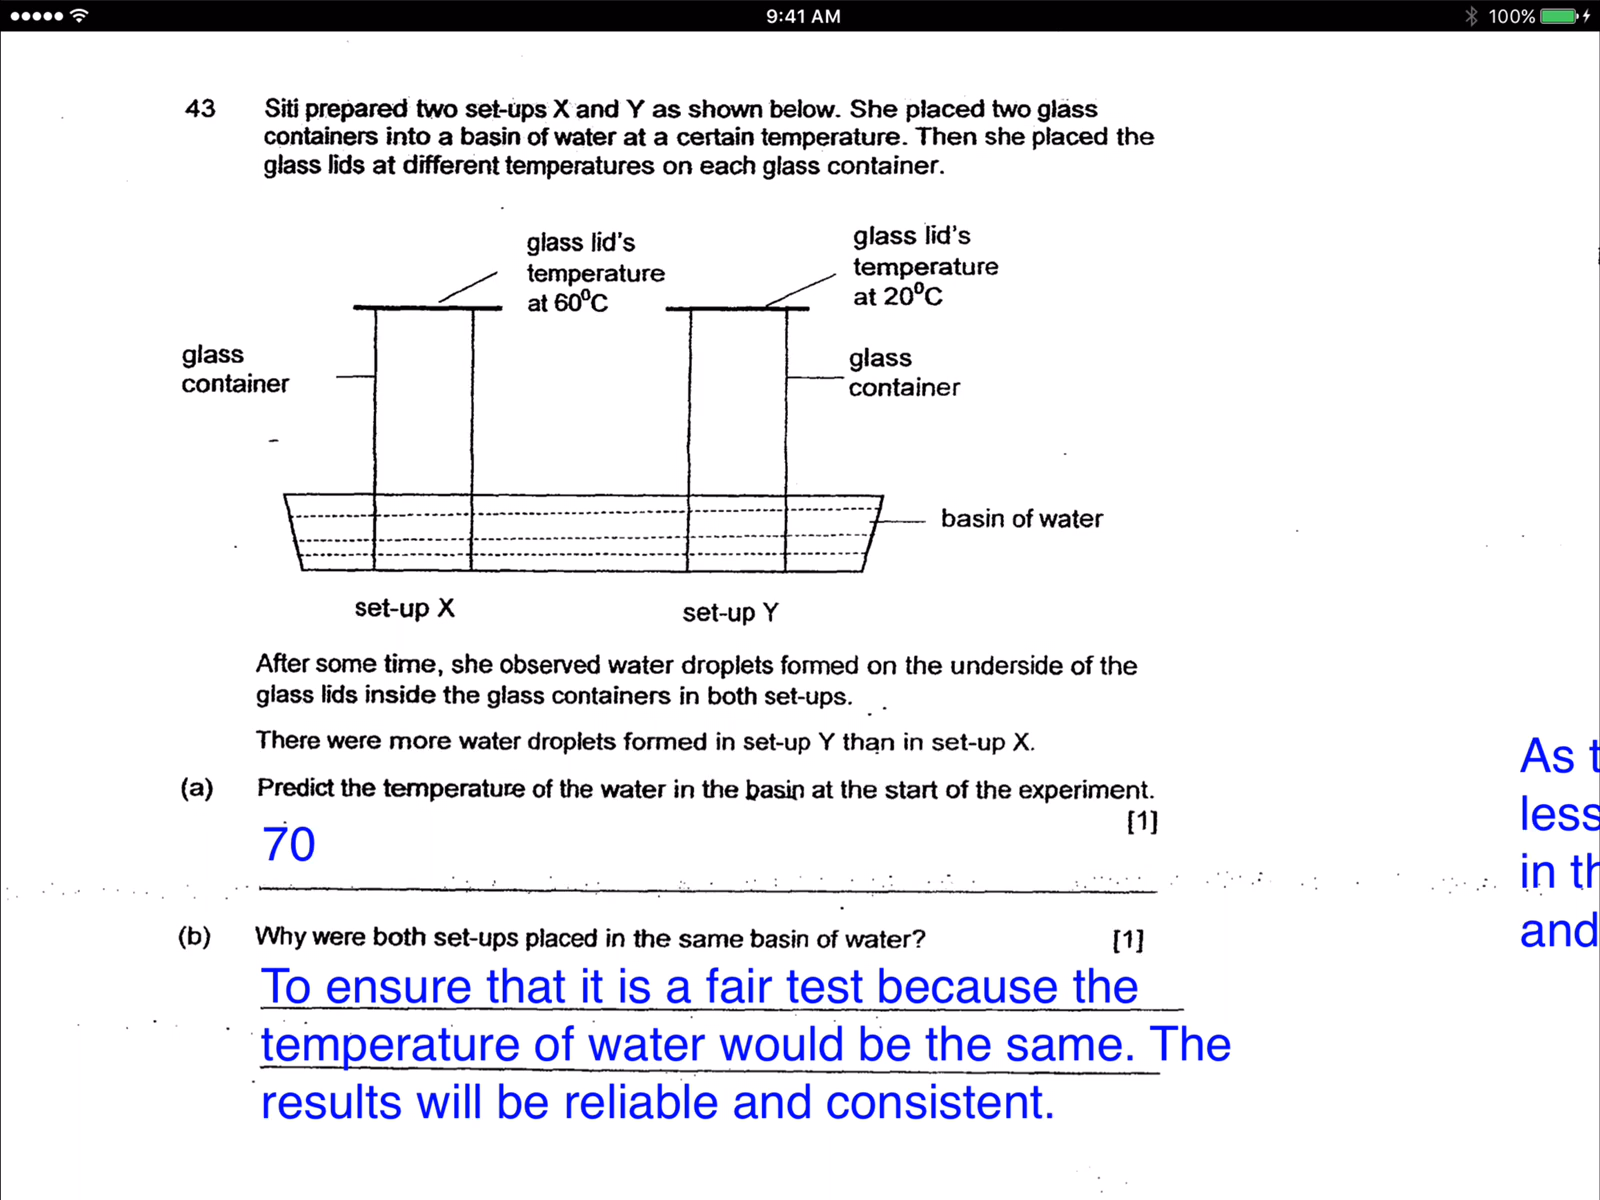 9:41 AM
100%
43 Siti prepared two set-ups X and Y as shown below. She placed two glass
containers into a basin of water at a certain temperature. Then she placed the
glass lids at different temperatures on each glass container.
glass lid's
temperature
at 60⁰C
glass lid's
temperature
at 20⁰C
glass
container
glass
container
basin of water
set-up X
set-up Y
After some time, she observed water droplets formed on the underside of the
glass lids inside the glass containers in both set-ups.
There were more water droplets formed in set-up Y than in set-up X.
(a) Predict the temperature of the water in the basin at the start of the experiment.
[1]
70
(b) Why were both set-ups placed in the same basin of water? [1]
To ensure that it is a fair test because the
temperature of water would be the same. The
results will be reliable and consistent.
As
less
in
and